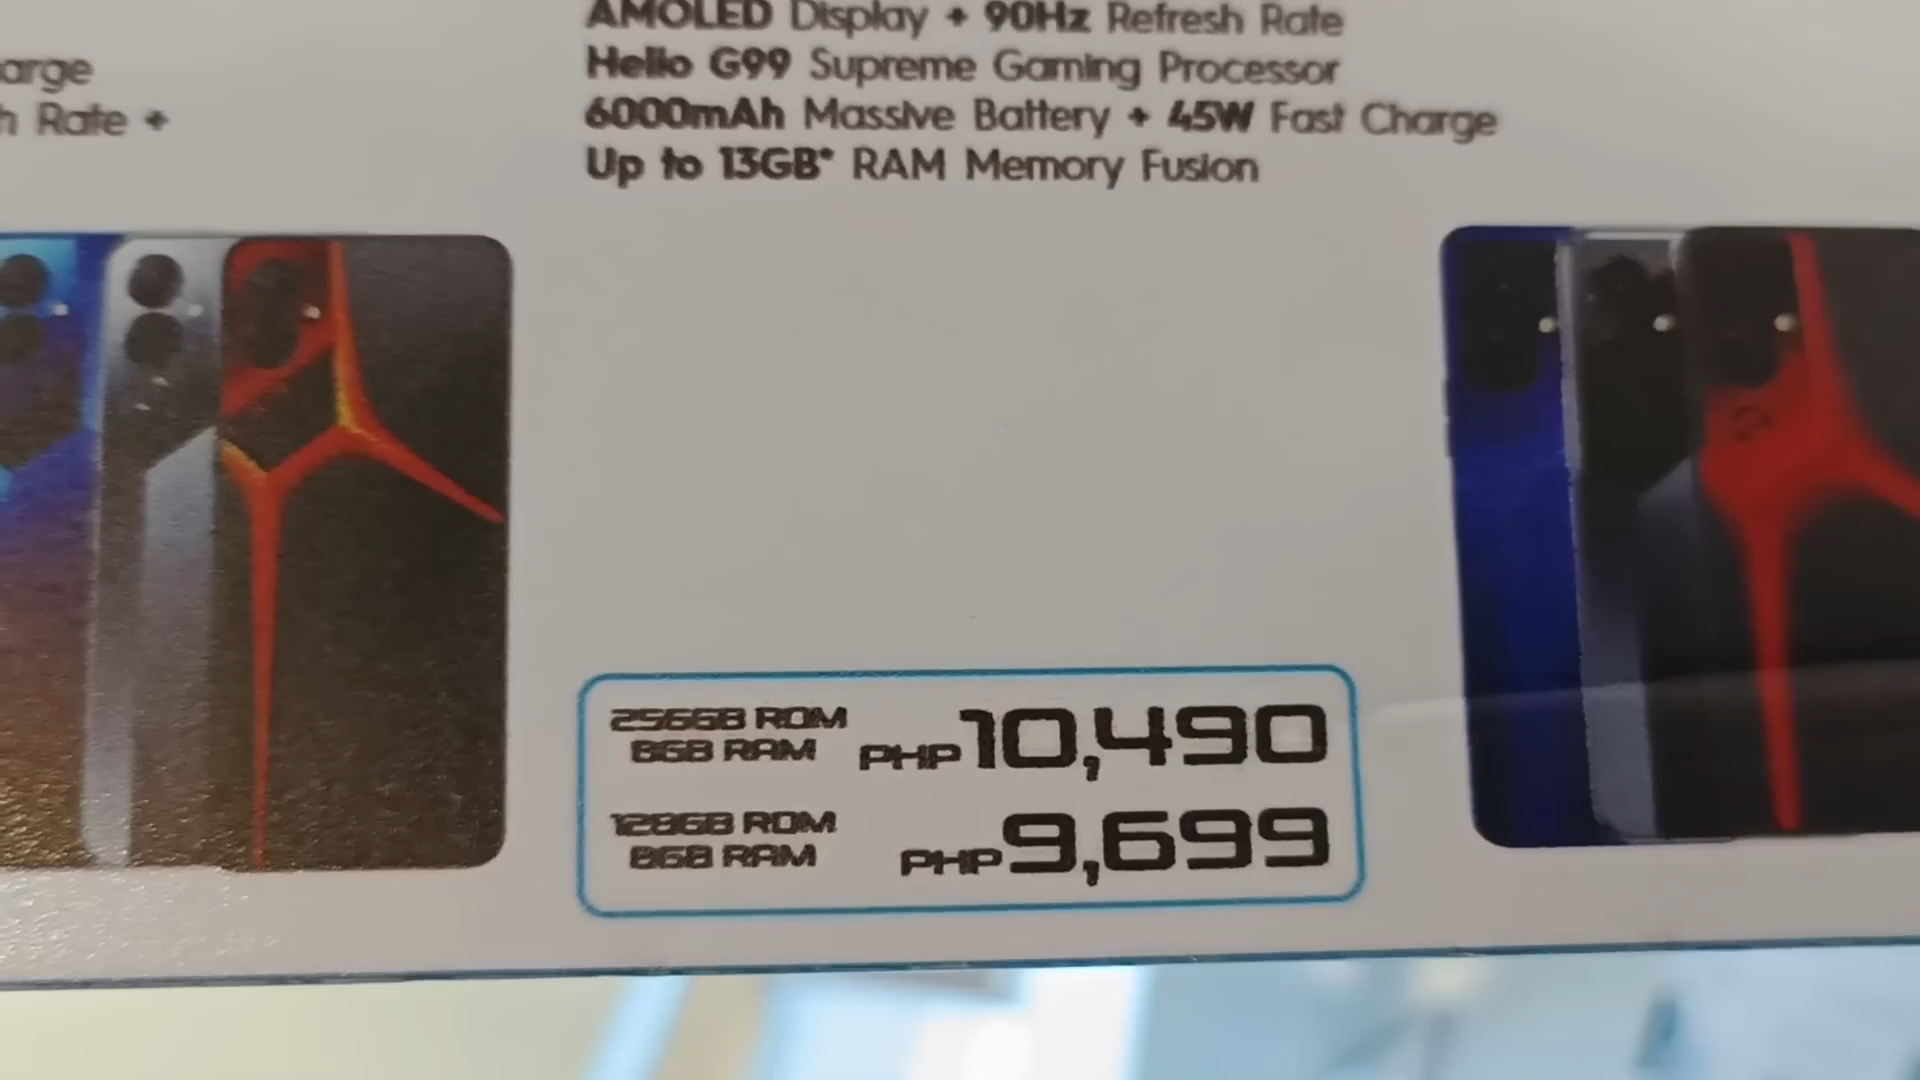 arge
h Rate +
AMOLED Display + 90Hz Refresh Rate
Helio G99 Supreme Gaming Processor
6000mAh Massive Battery + 45W Fast Charge
Up to 13GB* RAM Memory Fusion
256GB ROM
8GB RAM
PHP10,490
128GB ROM
8GB RAM
PHP9,699